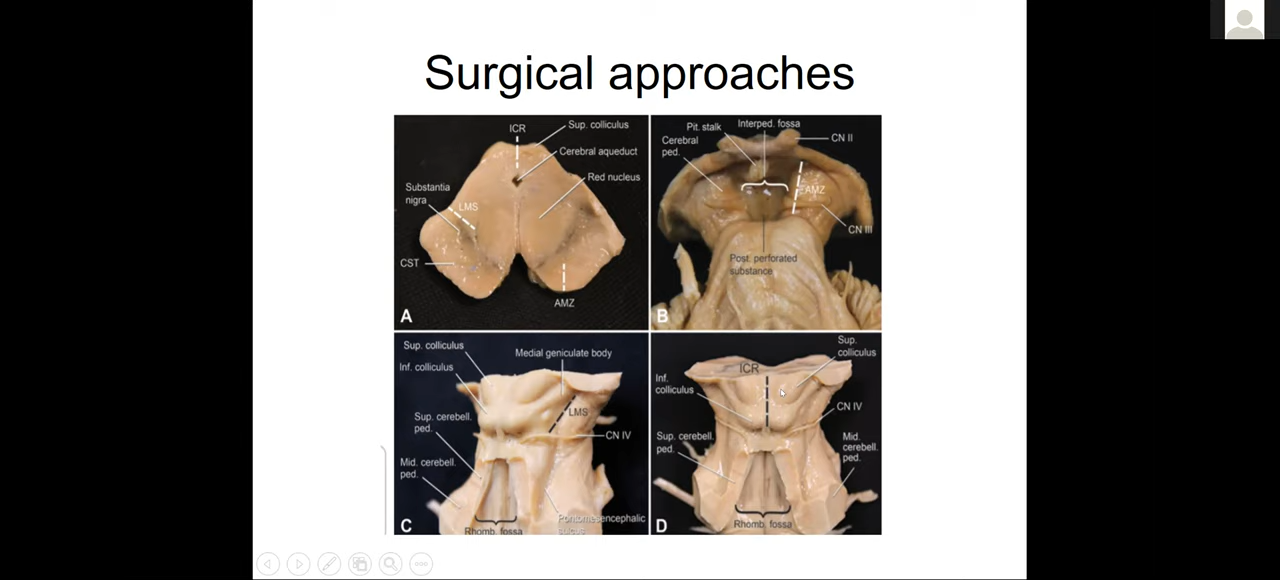 Surgical approaches
ICR
Sup. colliculus
Cerebral aqueduct
Red nucleus
Substantia
nigra
LMS
CST
AMZ
A
Pit. stalk
Interped. fossa
CN II
Cerebral
ped.
AMZ
CN III
Post. perforated
substance
B
Sup. colliculus
Medial geniculate body
Inf. colliculus
LMS
Sup. cerebell.
ped.
CN IV
Mid. cerebell.
ped.
Pontomesencephalic
sulcus
Rhomb. fossa
C
Sup.
colliculus
ICR
Inf.
colliculus
CN IV
Sup. cerebell.
ped.
Mid.
cerebell.
ped.
Rhomb. fossa
D